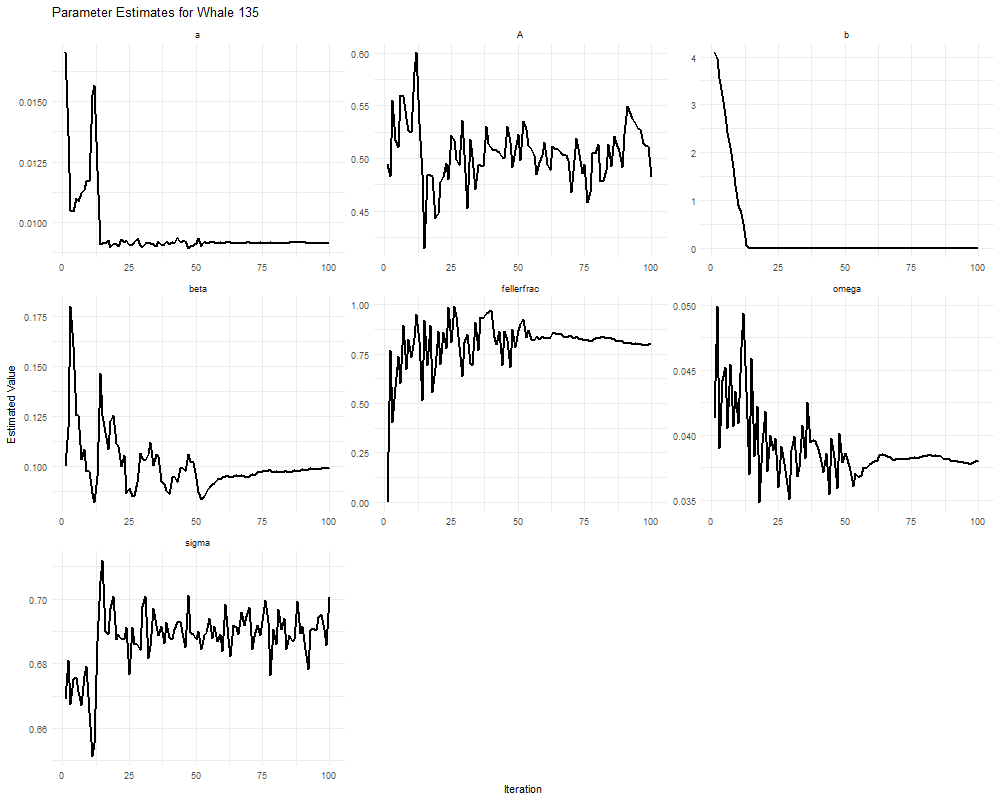 Parameter Estimates for Whale 135
a A b
0.0150
0.0125
0.0100
0 25 50 75 100
0.60
0.55
0.50
0.45
0 25 50 75 100
4
3
2
1
0
0 25 50 75 100
beta fellerfrac omega
0.175
0.150
0.125
0.100
0 25 50 75 100
1.00
0.75
0.50
0.25
0.00
0 25 50 75 100
0.050
0.045
0.040
0.035
0 25 50 75 100
sigma
0.70
0.68
0.66
0 25 50 75 100
Estimated Value
Iteration